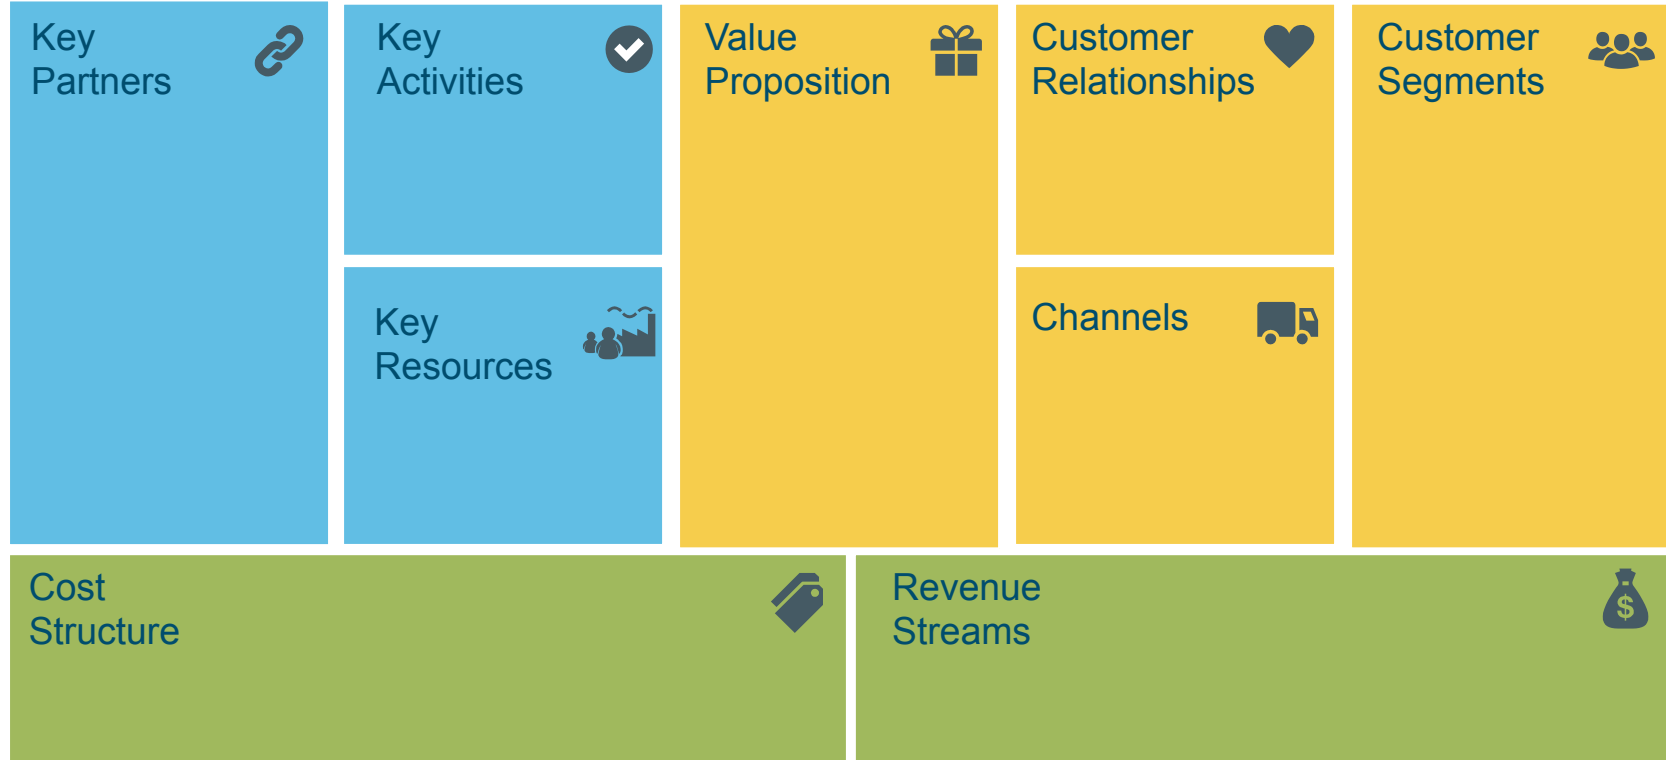 Key
Partners
Key
Activities
Key
Resources
Value
Proposition
Customer
Relationships
Channels
Customer
Segments
Cost
Structure
Revenue
Streams
$